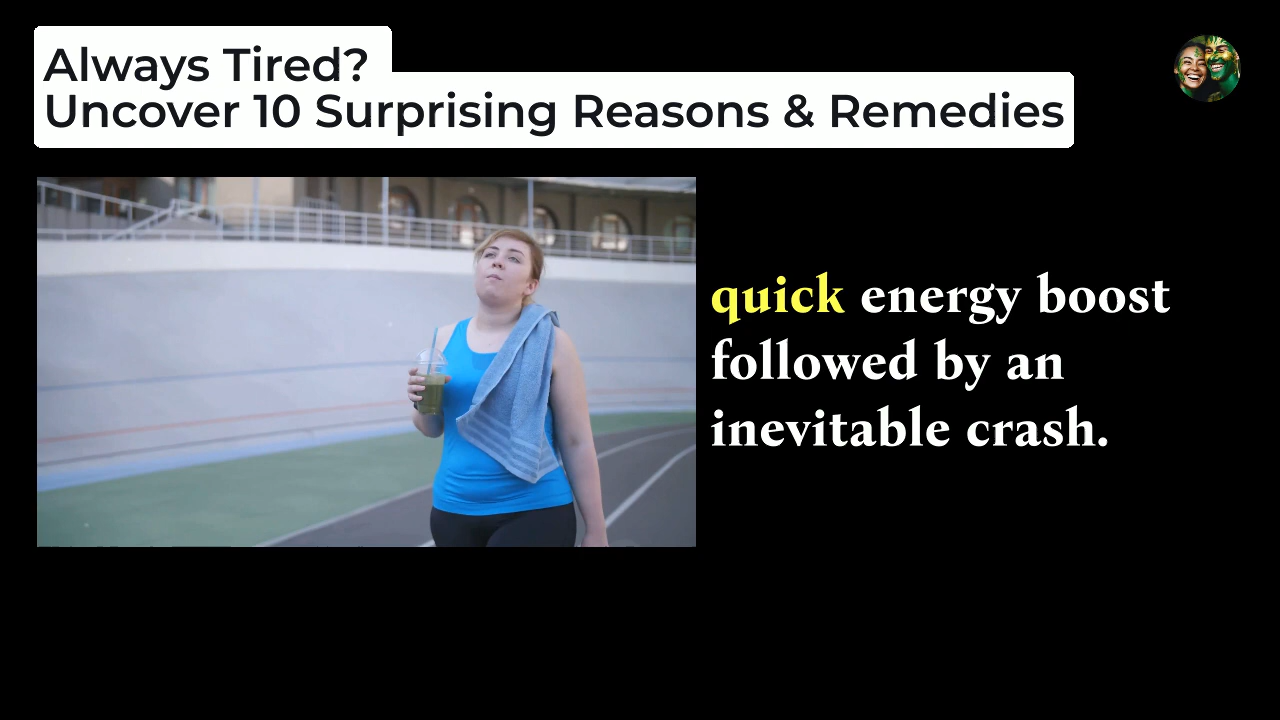 Always Tired?
Uncover 10 Surprising Reasons & Remedies
quick energy boost
followed by an
inevitable crash.